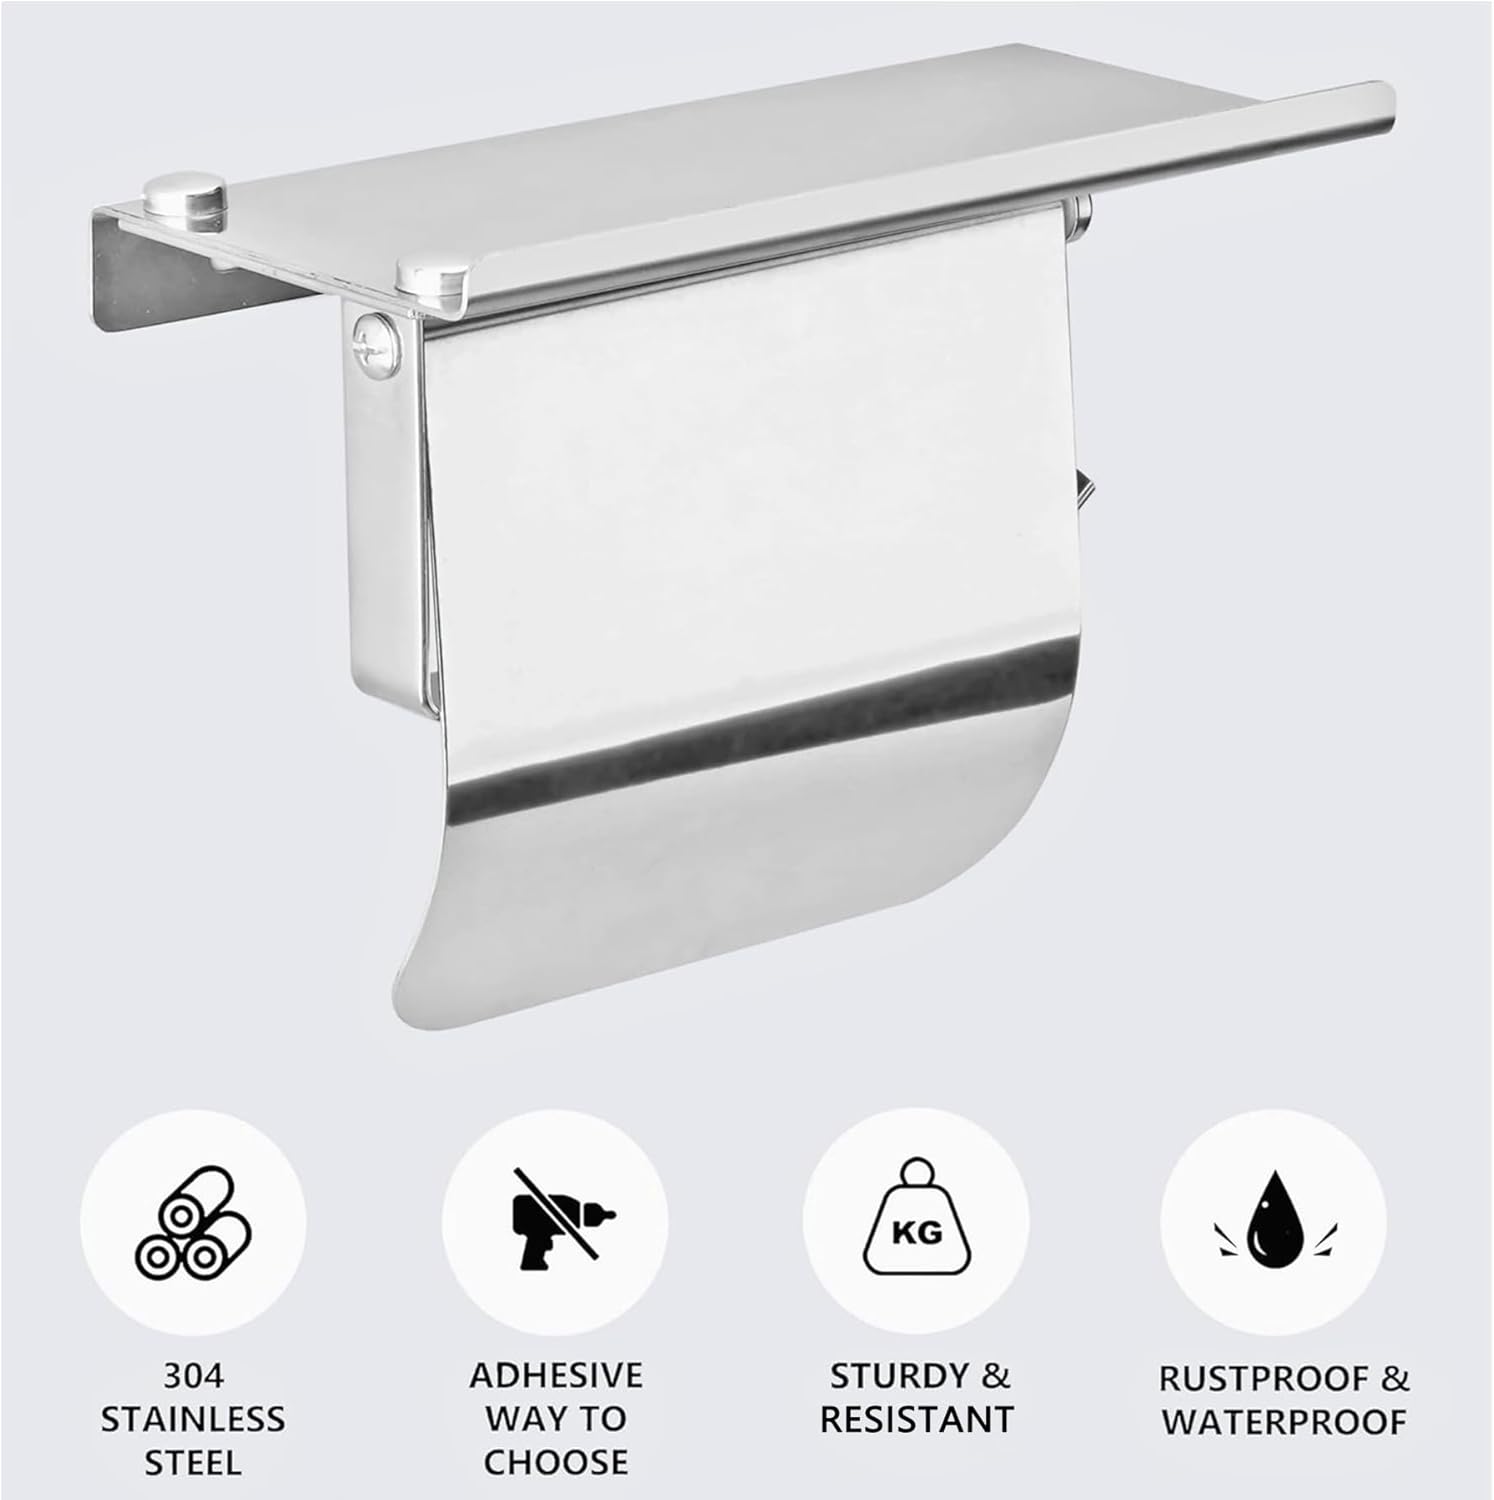 KG
304
STAINLESS
STEEL
ADHESIVE
WAY TO
CHOOSE
STURDY &
RESISTANT
RUSTPROOF &
WATERPROOF